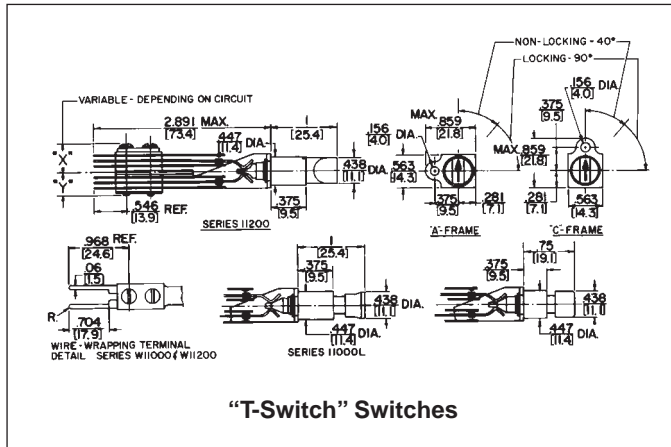 NON-LOCKING-40°
LOCKING-90°
VARIABLE-DEPENDING ON CIRCUIT
2.891 MAX.
[73.4]
.447
[11.4] DIA.
1
[25.4]
.438
[11.1] DIA.
"X"
"Y"
.546
[13.9] REF.
.375
[9.5]
SERIES 11200
MAX.
.859
[21.8]
.156
[4.0]
DIA.
.563
[14.3]
.375
[9.5]
.281
[7.1]
"A"-FRAME
.156 DIA.
[4.0]
.375
[9.5]
MAX .859
[21.8]
.281
[7.1]
.563
[14.3]
"C"-FRAME
.968 REF.
[24.6]
.06
[1.5]
R.
.704
[17.9]
WIRE-WRAPPING TERMINAL
DETAIL SERIES W11000 & W11200
1
[25.4]
.375
[9.5]
.438 DIA.
[11.1]
.447 DIA.
[11.4]
SERIES 11000L
.75
[19.1]
.375
[9.5]
.438
[11.1]
.447 DIA.
[11.4]
“T-Switch” Switches